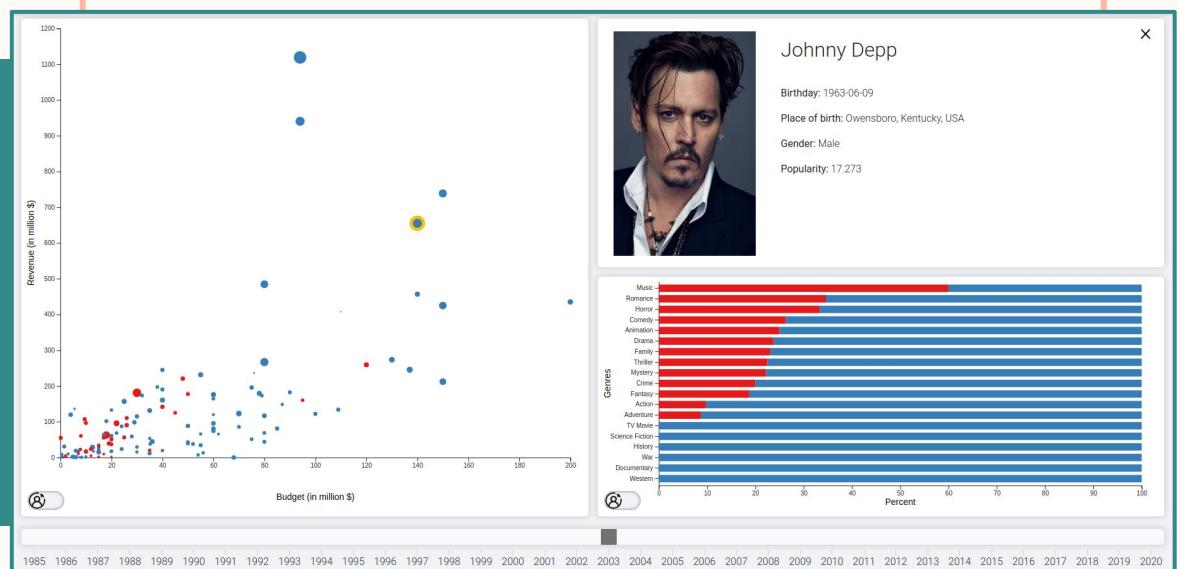 1200
1100
1000
900
800
700
600
500
400
300
200
100
0
Revenue (in million $)
0 20 40 60 80 100 120 140 160 180 200
Budget (in million $)
Johnny Depp
Birthday: 1963-06-09
Place of birth: Owensboro, Kentucky, USA
Gender: Male
Popularity: 17.273
Genres
Music
Romance
Horror
Comedy
Animation
Drama
Family
Thriller
Mystery
Crime
Fantasy
Action
Adventure
TV Movie
Science Fiction
History
War
Documentary
Western
0 10 20 30 40 50 60 70 80 90 100
Percent
1985 1986 1987 1988 1989 1990 1991 1992 1993 1994 1995 1996 1997 1998 1999 2000 2001 2002 2003 2004 2005 2006 2007 2008 2009 2010 2011 2012 2013 2014 2015 2016 2017 2018 2019 2020